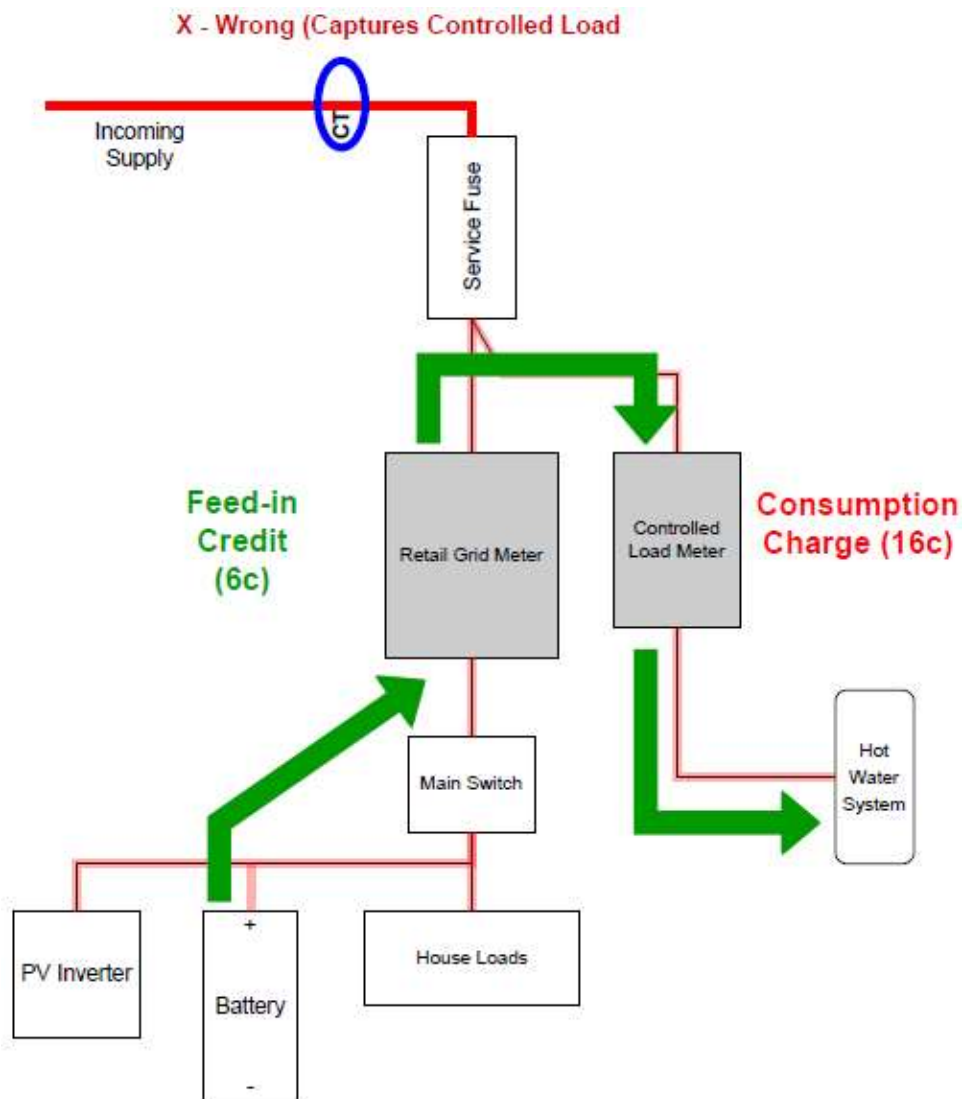 X - Wrong (Captures Controlled Load
CT
Incoming
Supply
Service Fuse
Feed-in
Credit
(6c)
Retail Grid Meter
Controlled
Load Meter
Consumption
Charge (16c)
Main Switch
Hot
Water
System
PV Inverter
+
Battery
-
House Loads